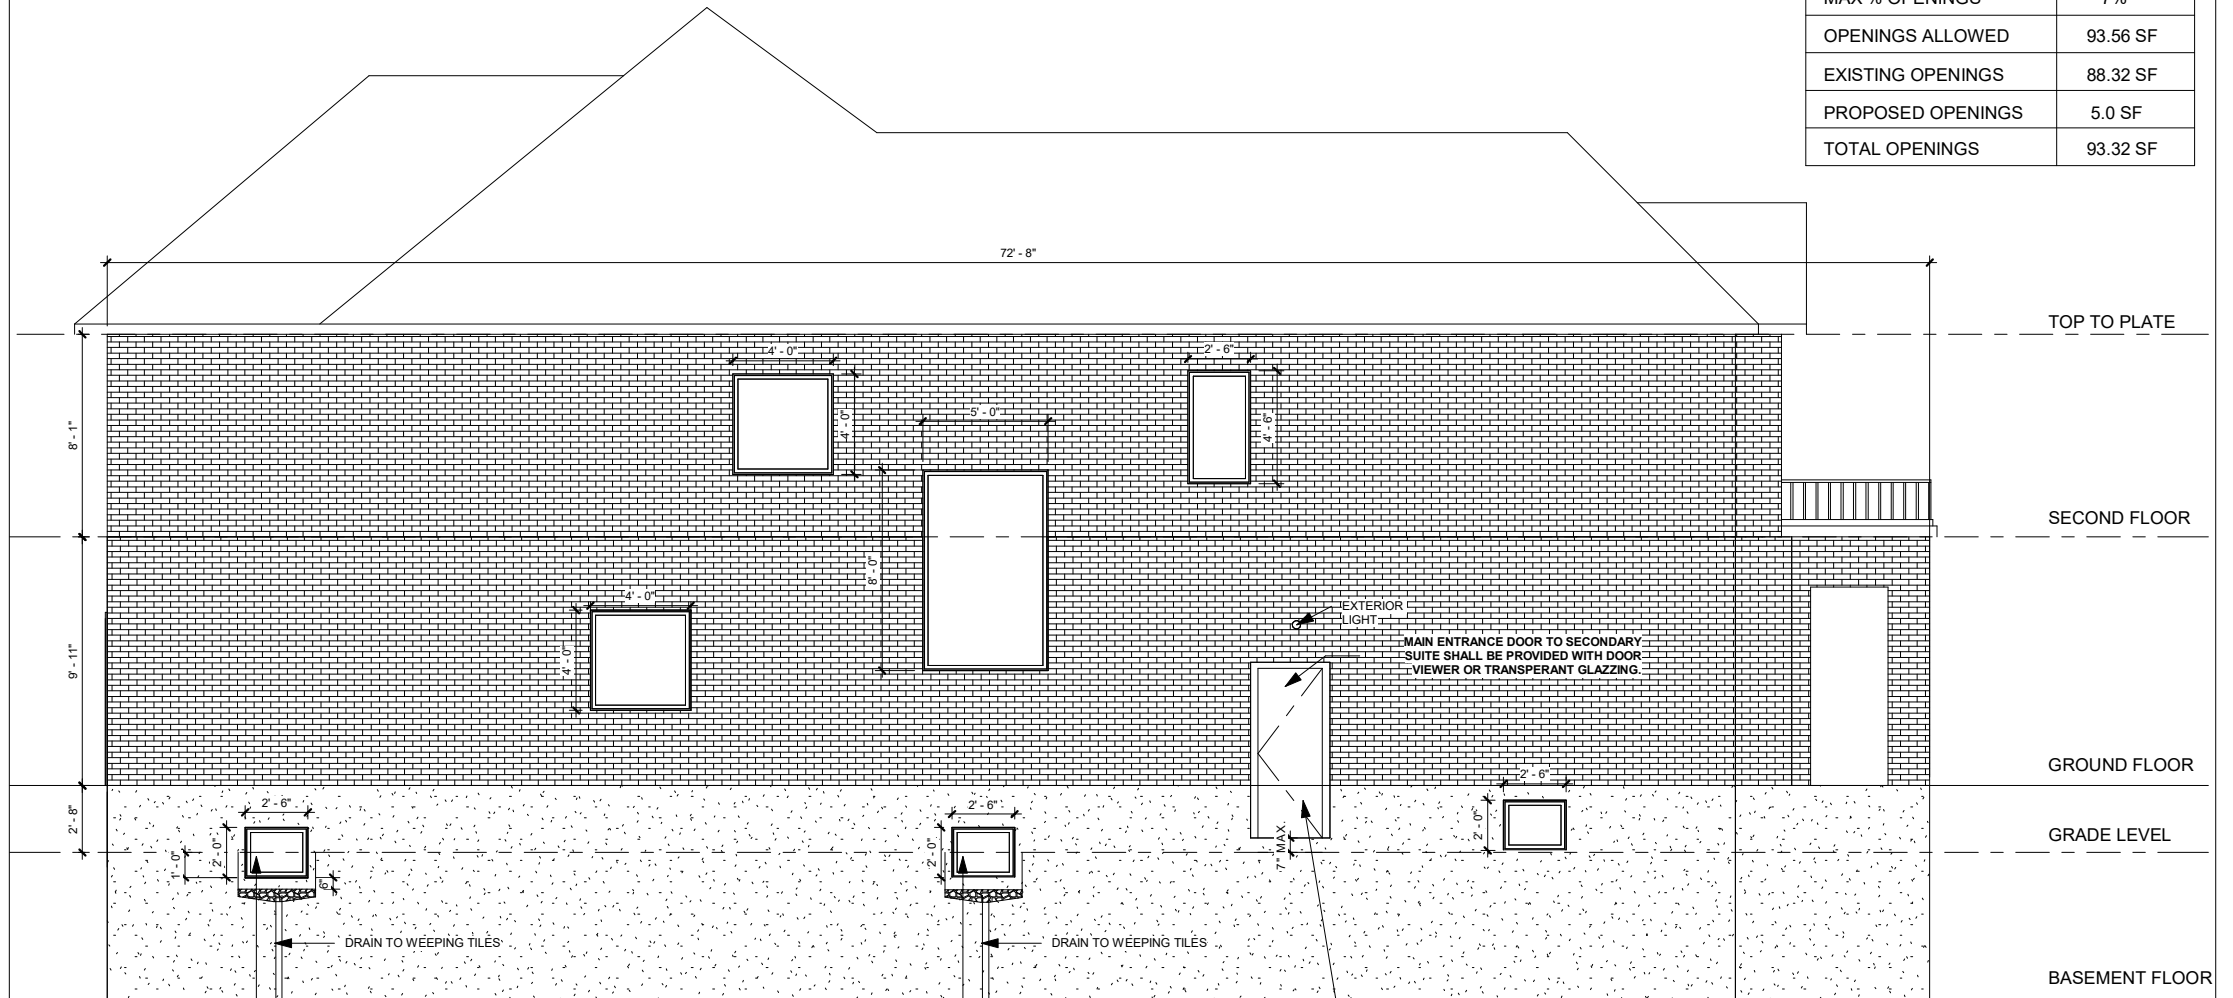 MAX % OPENINGS 7%
OPENINGS ALLOWED 93.56 SF
EXISTING OPENINGS 88.32 SF
PROPOSED OPENINGS 5.0 SF
TOTAL OPENINGS 93.32 SF
72' - 8"
TOP TO PLATE
4' - 0"
2' - 6"
8' - 1"
4' - 0"
5' - 0"
4' - 6"
SECOND FLOOR
8' - 0"
4' - 0"
EXTERIOR
LIGHT
MAIN ENTRANCE DOOR TO SECONDARY
SUITE SHALL BE PROVIDED WITH DOOR
VIEWER OR TRANSPERANT GLAZZING.
9' - 11"
4' - 0"
GROUND FLOOR
2' - 6"
2' - 8"
2' - 6"
2' - 6"
2' - 0"
GRADE LEVEL
1' - 0"
2' - 0"
2' - 0"
7" MAX.
6"
DRAIN TO WEEPING TILES
DRAIN TO WEEPING TILES
BASEMENT FLOOR